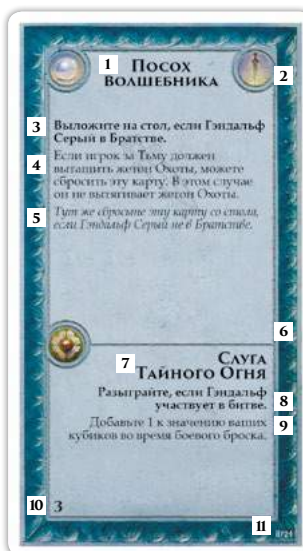 1 Посох
Волшебника
2
3 Выложите на стол, если Гэндальф
Серый в Братстве.
4 Если игрок за Тьму должен
вытащить жетон Охоты, можете
сбросить эту карту. В этом случае
он не вытягивает жетон Охоты.
5 Тут же сбросьте эту карту со стола,
если Гэндальф Серый не в Братстве.
6
7 Слуга
Тайного Огня
Разыграйте, если Гэндальф
участвует в битве. 8
Добавьте 1 к значению ваших 9
кубиков во время боевого броска.
10 3
11